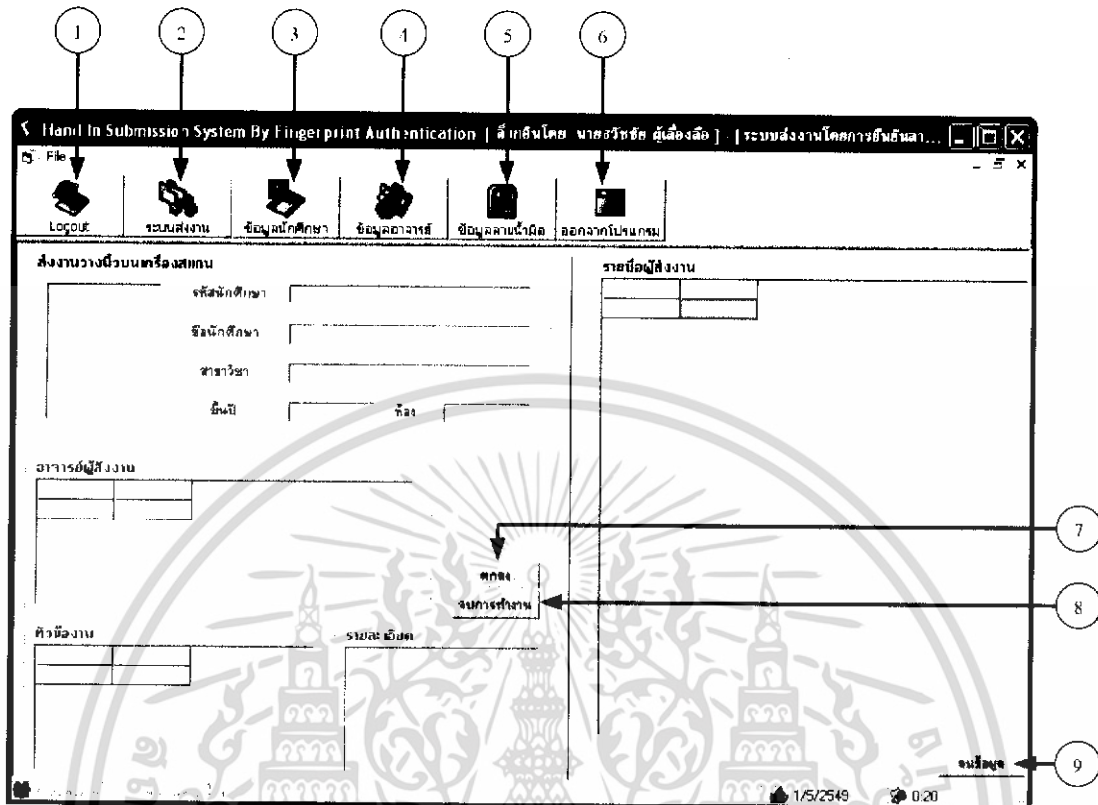 1 2 3 4 5 6
Hand In Submission System By Fingerprint Authentication [ ล็อกอินโดย นายธวัชชัย ผู้เลื่องลือ ] - [ระบบส่งงานโดยการยืนยันลา...
File
Logout ระบบส่งงาน ข้อมูลนักศึกษา ข้อมูลอาจารย์ ข้อมูลลายนิ้วมือ ออกจากโปรแกรม
ส่งงานวางนิ้วบนเครื่องสแกน
รายชื่อผู้ส่งงาน
รหัสนักศึกษา
ชื่อนักศึกษา
สาขาวิชา
ชั้นปี ห้อง
อาจารย์ผู้สั่งงาน
7
ตกลง
จบการทำงาน 8
หัวข้องาน รายละเอียด
ลบข้อมูล 9
1/5/2549 0:20